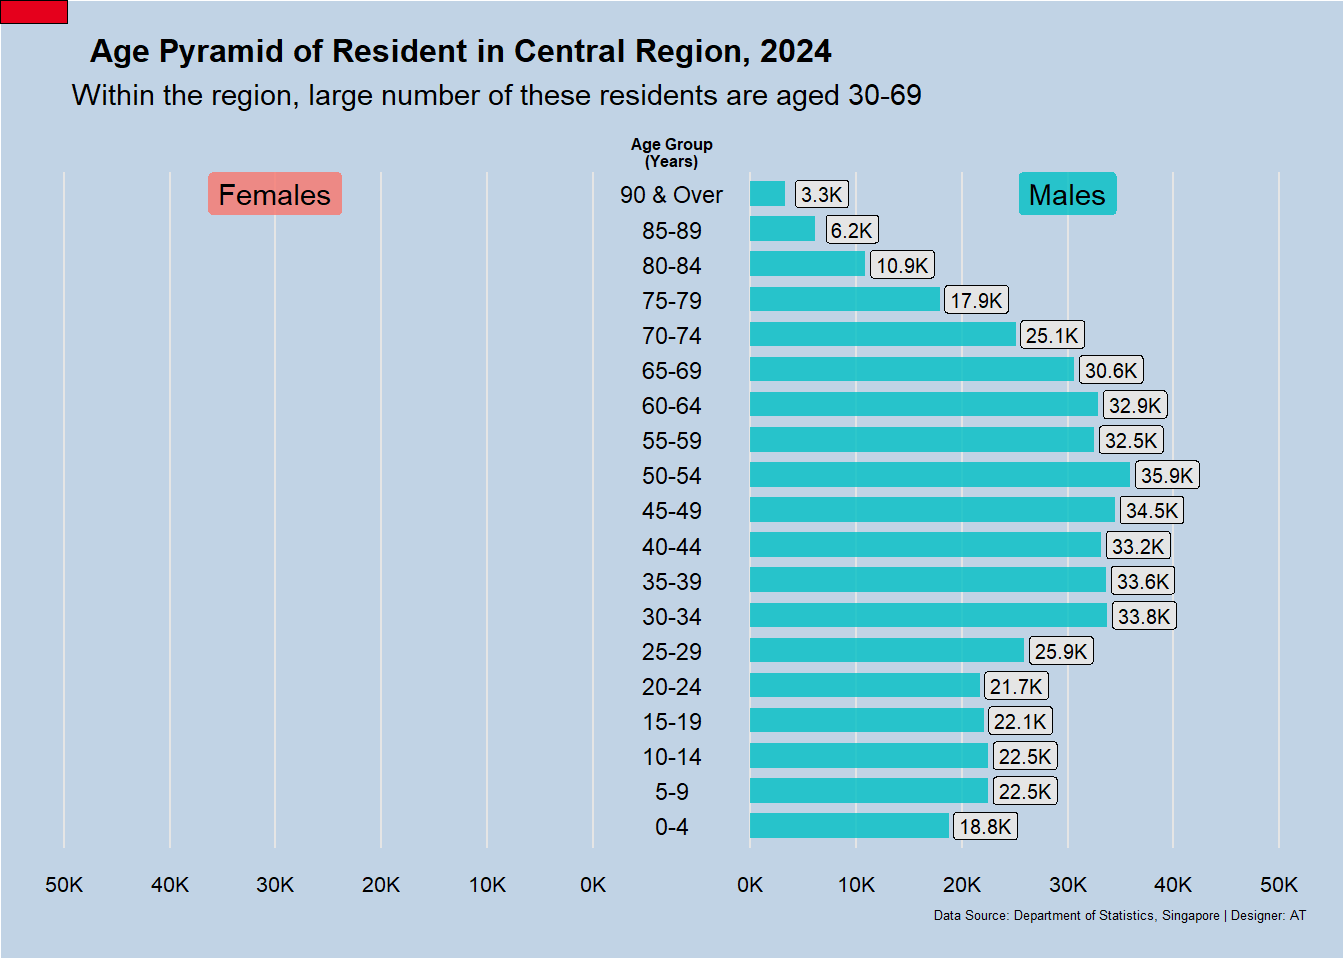 Age Pyramid of Resident in Central Region, 2024
Within the region, large number of these residents are aged 30-69
Age Group
(Years)
Females
90 & Over 3.3K
Males
85-89 6.2K
80-84 10.9K
75-79 17.9K
70-74 25.1K
65-69 30.6K
60-64 32.9K
55-59 32.5K
50-54 35.9K
45-49 34.5K
40-44 33.2K
35-39 33.6K
30-34 33.8K
25-29 25.9K
20-24 21.7K
15-19 22.1K
10-14 22.5K
5-9 22.5K
0-4 18.8K
50K 40K 30K 20K 10K 0K 0K 10K 20K 30K 40K 50K
Data Source: Department of Statistics, Singapore | Designer: AT